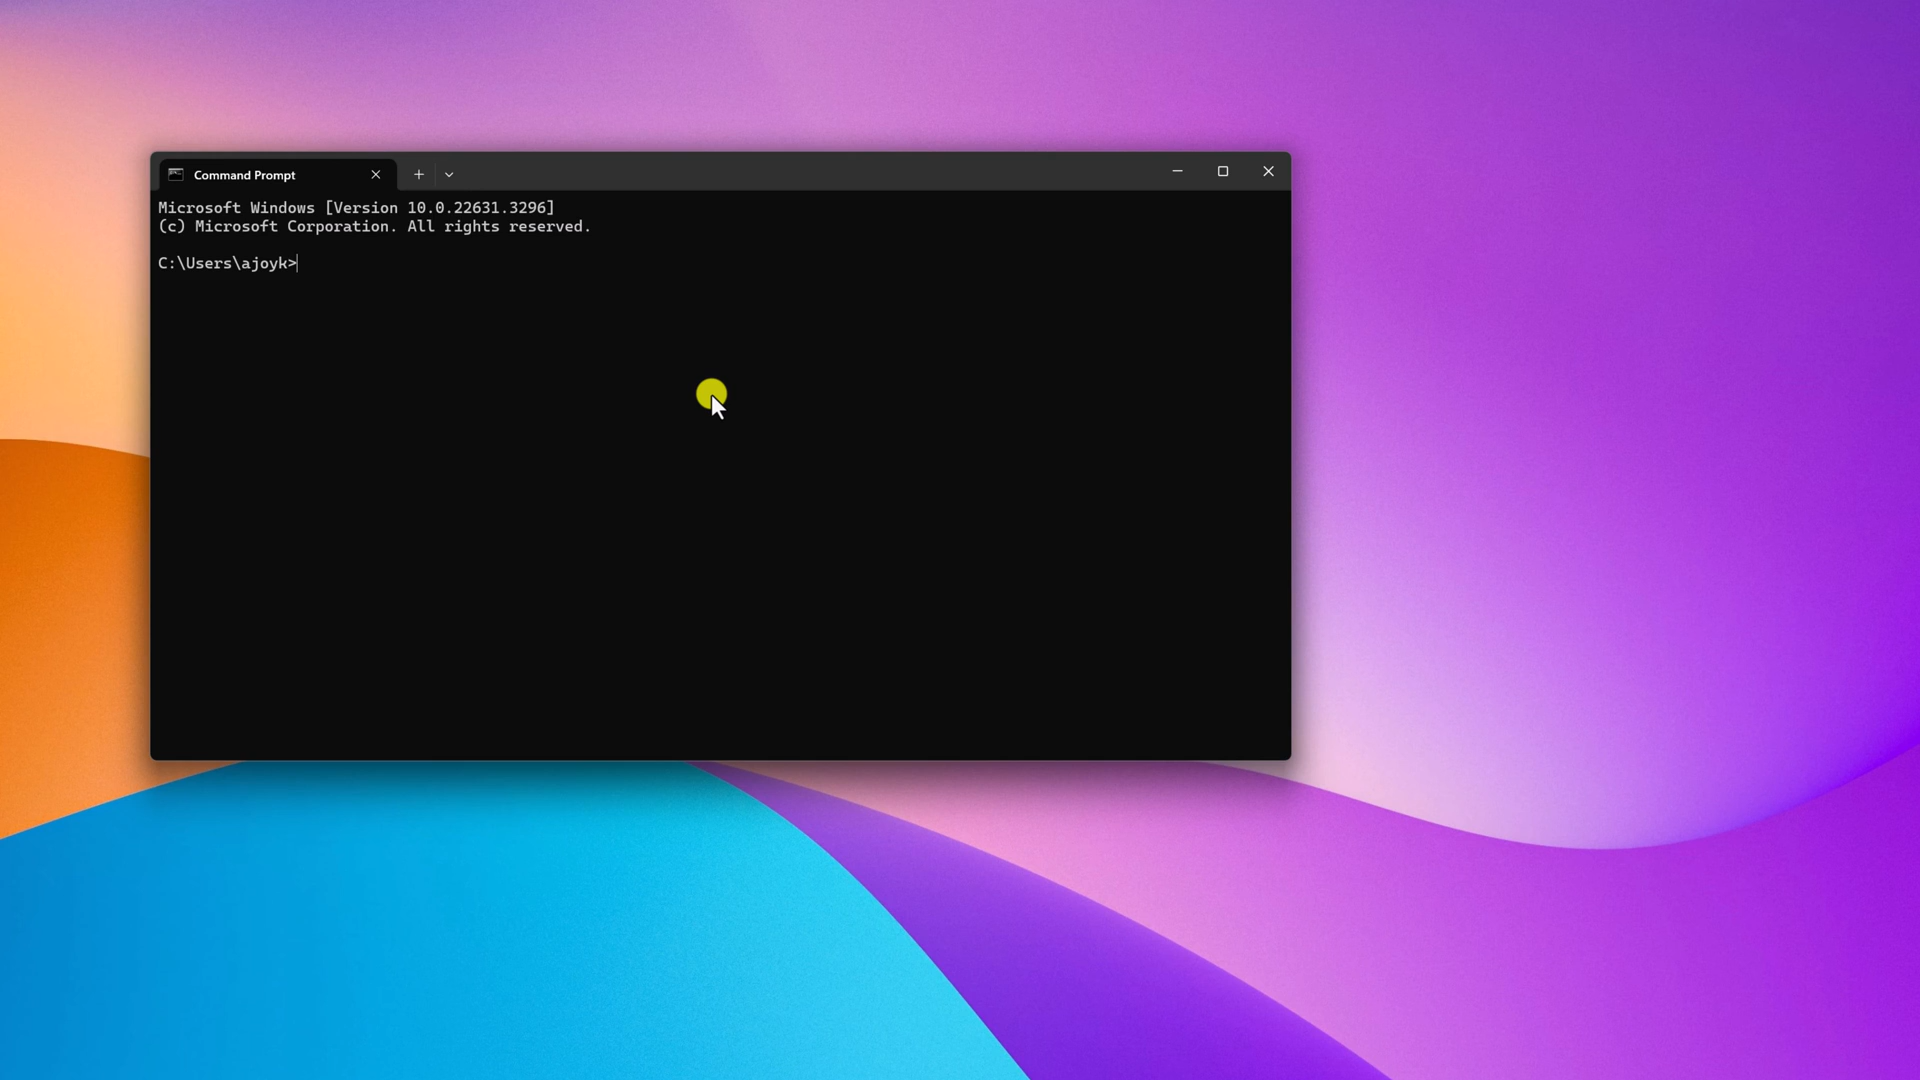 Command Prompt
Microsoft Windows [Version 10.0.22631.3296]
(c) Microsoft Corporation. All rights reserved.
C:\Users\ajoyk>